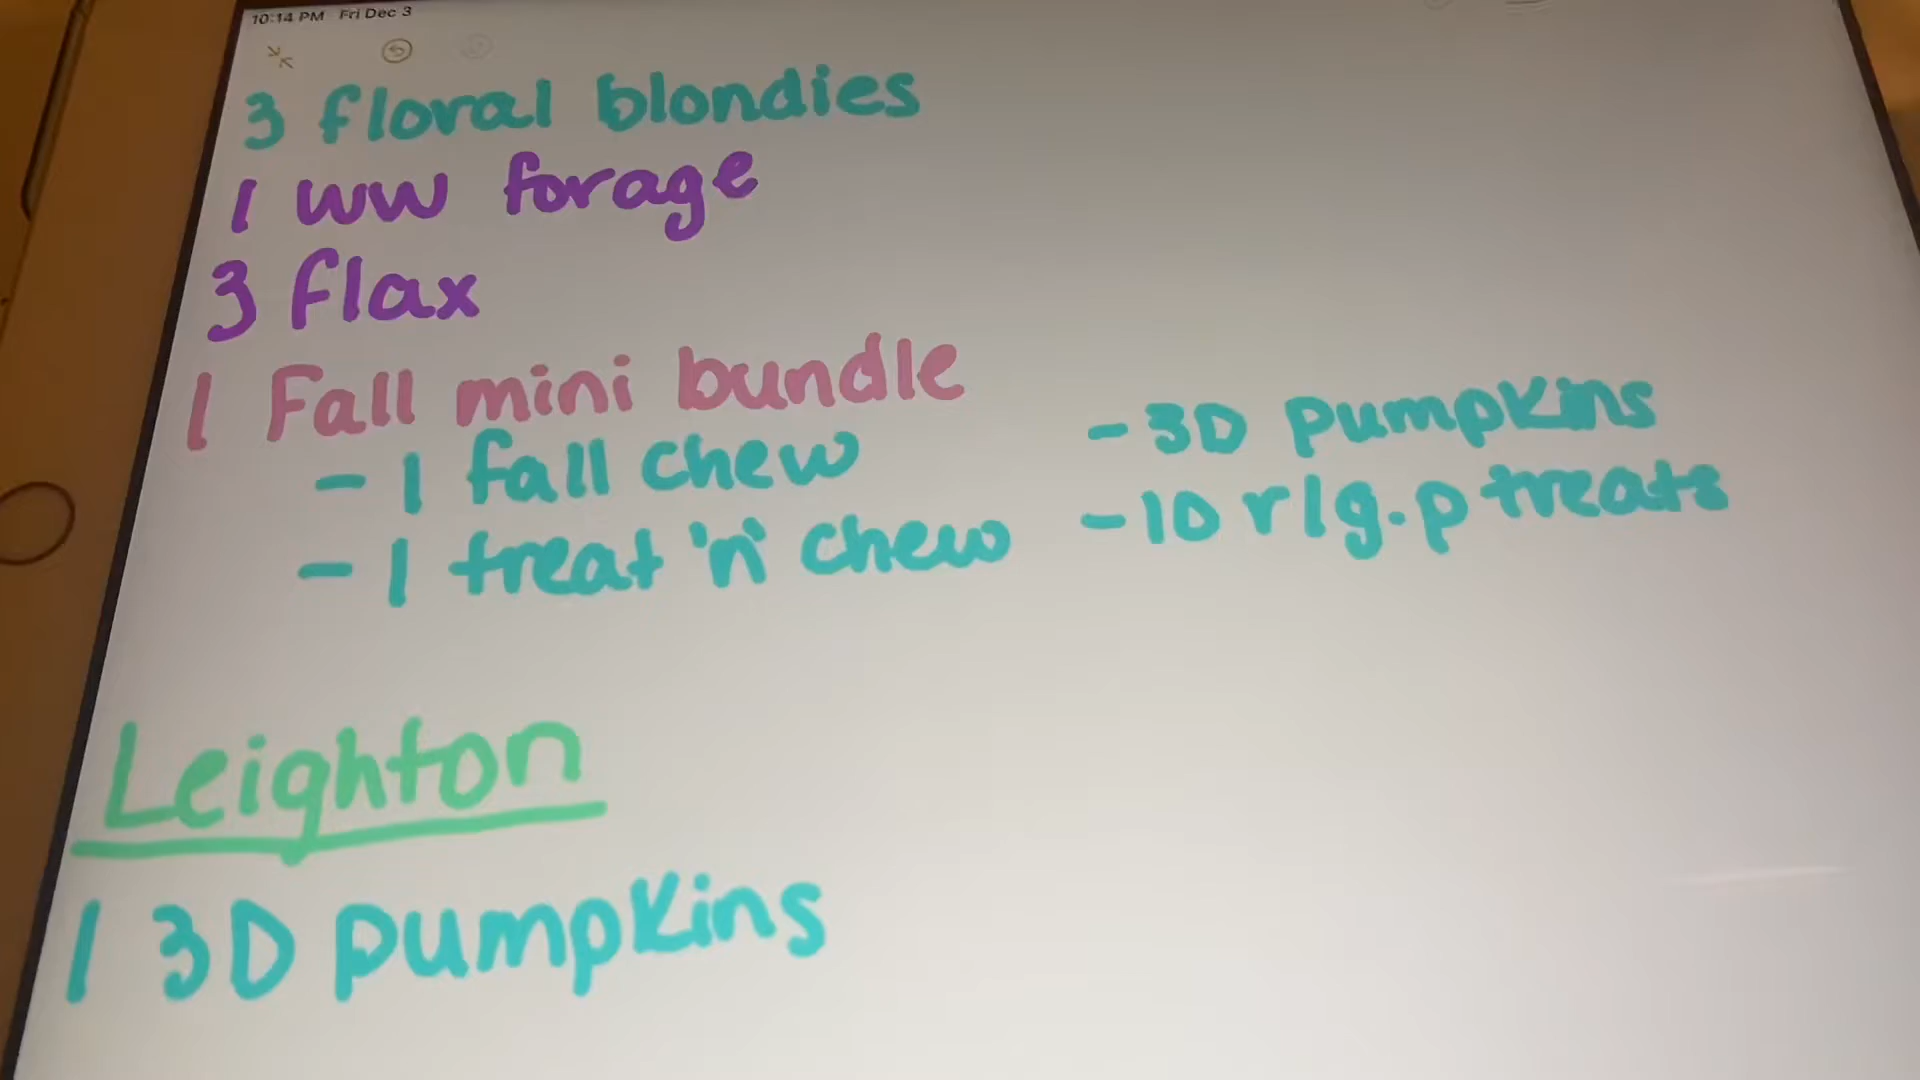 10:14 PM Fri Dec 3
3 floral blondies
1 ww forage
3 flax
1 Fall mini bundle
- 1 fall chew
- 1 treat 'n' chew
- 3D pumpkins
- 10 rlg.p treats
Leighton
1 3D pumpkins